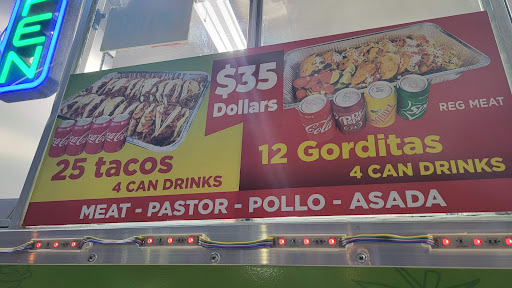 PEN
$35
Dollars
25 tacos
4 CAN DRINKS
REG MEAT
12 Gorditas
4 CAN DRINKS
MEAT - PASTOR - POLLO - ASADA